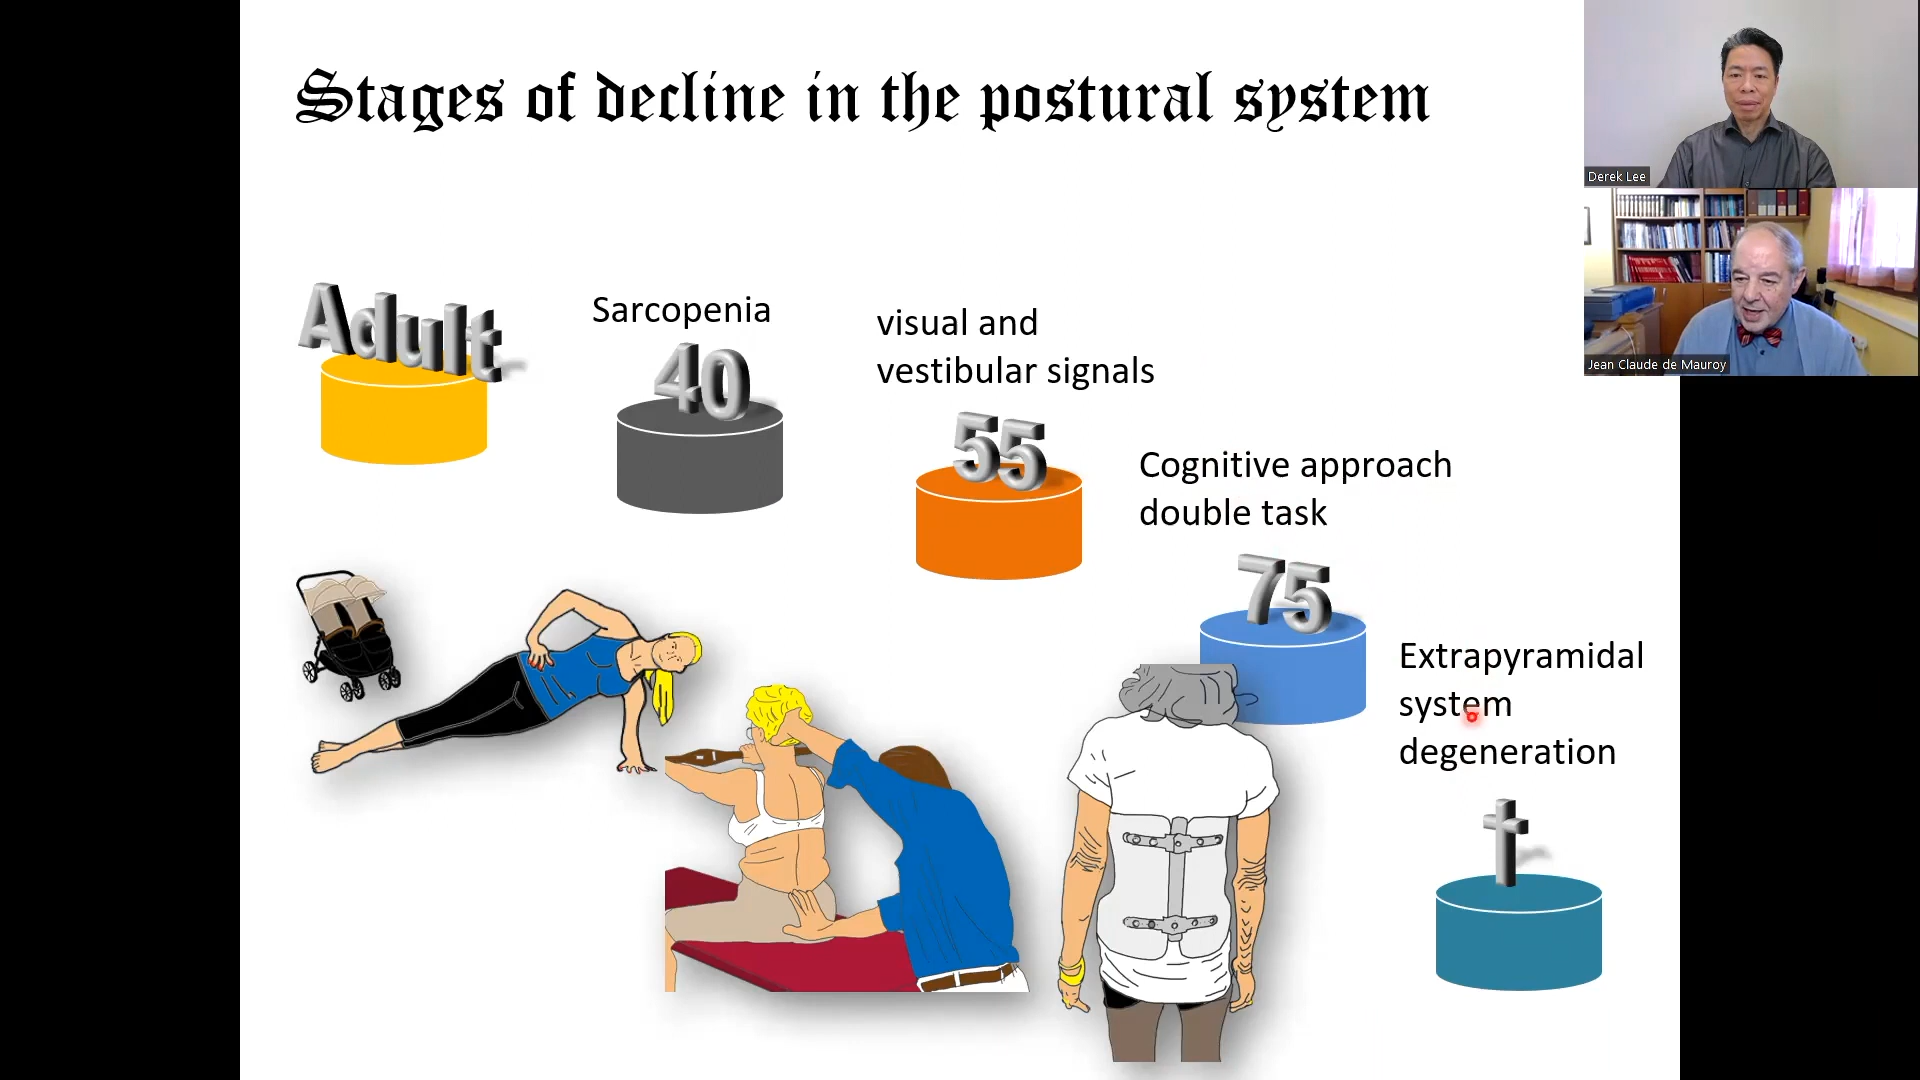 Stages of decline in the postural system
Derek Lee
Jean Claude de Mauroy
Adult
Sarcopenia
40
visual and
vestibular signals
55
Cognitive approach
double task
75
Extrapyramidal
system
degeneration